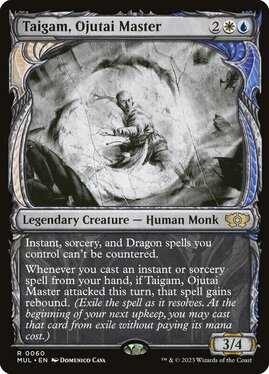 Taigam, Ojutai Master 2
Legendary Creature — Human Monk
Instant, sorcery, and Dragon spells you
control can't be countered.
Whenever you cast an instant or sorcery
spell from your hand, if Taigam, Ojutai
Master attacked this turn, that spell gains
rebound. (Exile the spell as it resolves. At the
beginning of your next upkeep, you may cast
that card from exile without paying its mana
cost.)
3/4
R 0060
MUL • EN DOMENICO CAVA
™ & © 2023 Wizards of the Coast